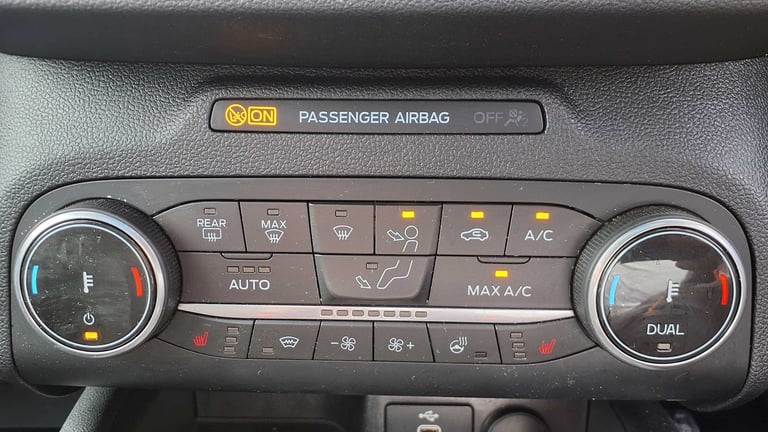 ON PASSENGER AIRBAG OFF
REAR MAX
A/C
AUTO MAX A/C
DUAL
- +